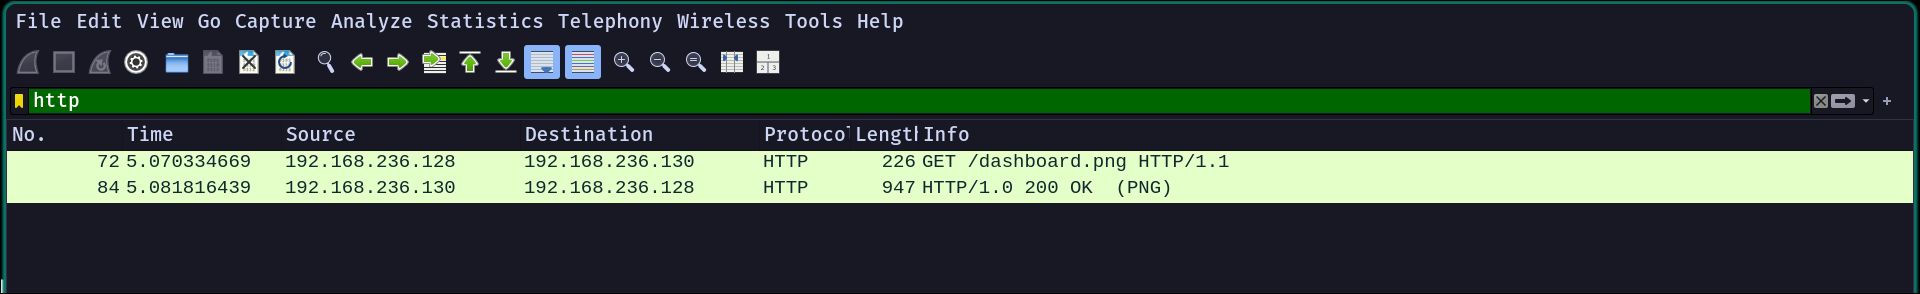 File Edit View Go Capture Analyze Statistics Telephony Wireless Tools Help
http
No. Time Source Destination Protocol Length Info
72 5.070334669 192.168.236.128 192.168.236.130 HTTP 226 GET /dashboard.png HTTP/1.1
84 5.081816439 192.168.236.130 192.168.236.128 HTTP 947 HTTP/1.0 200 OK (PNG)